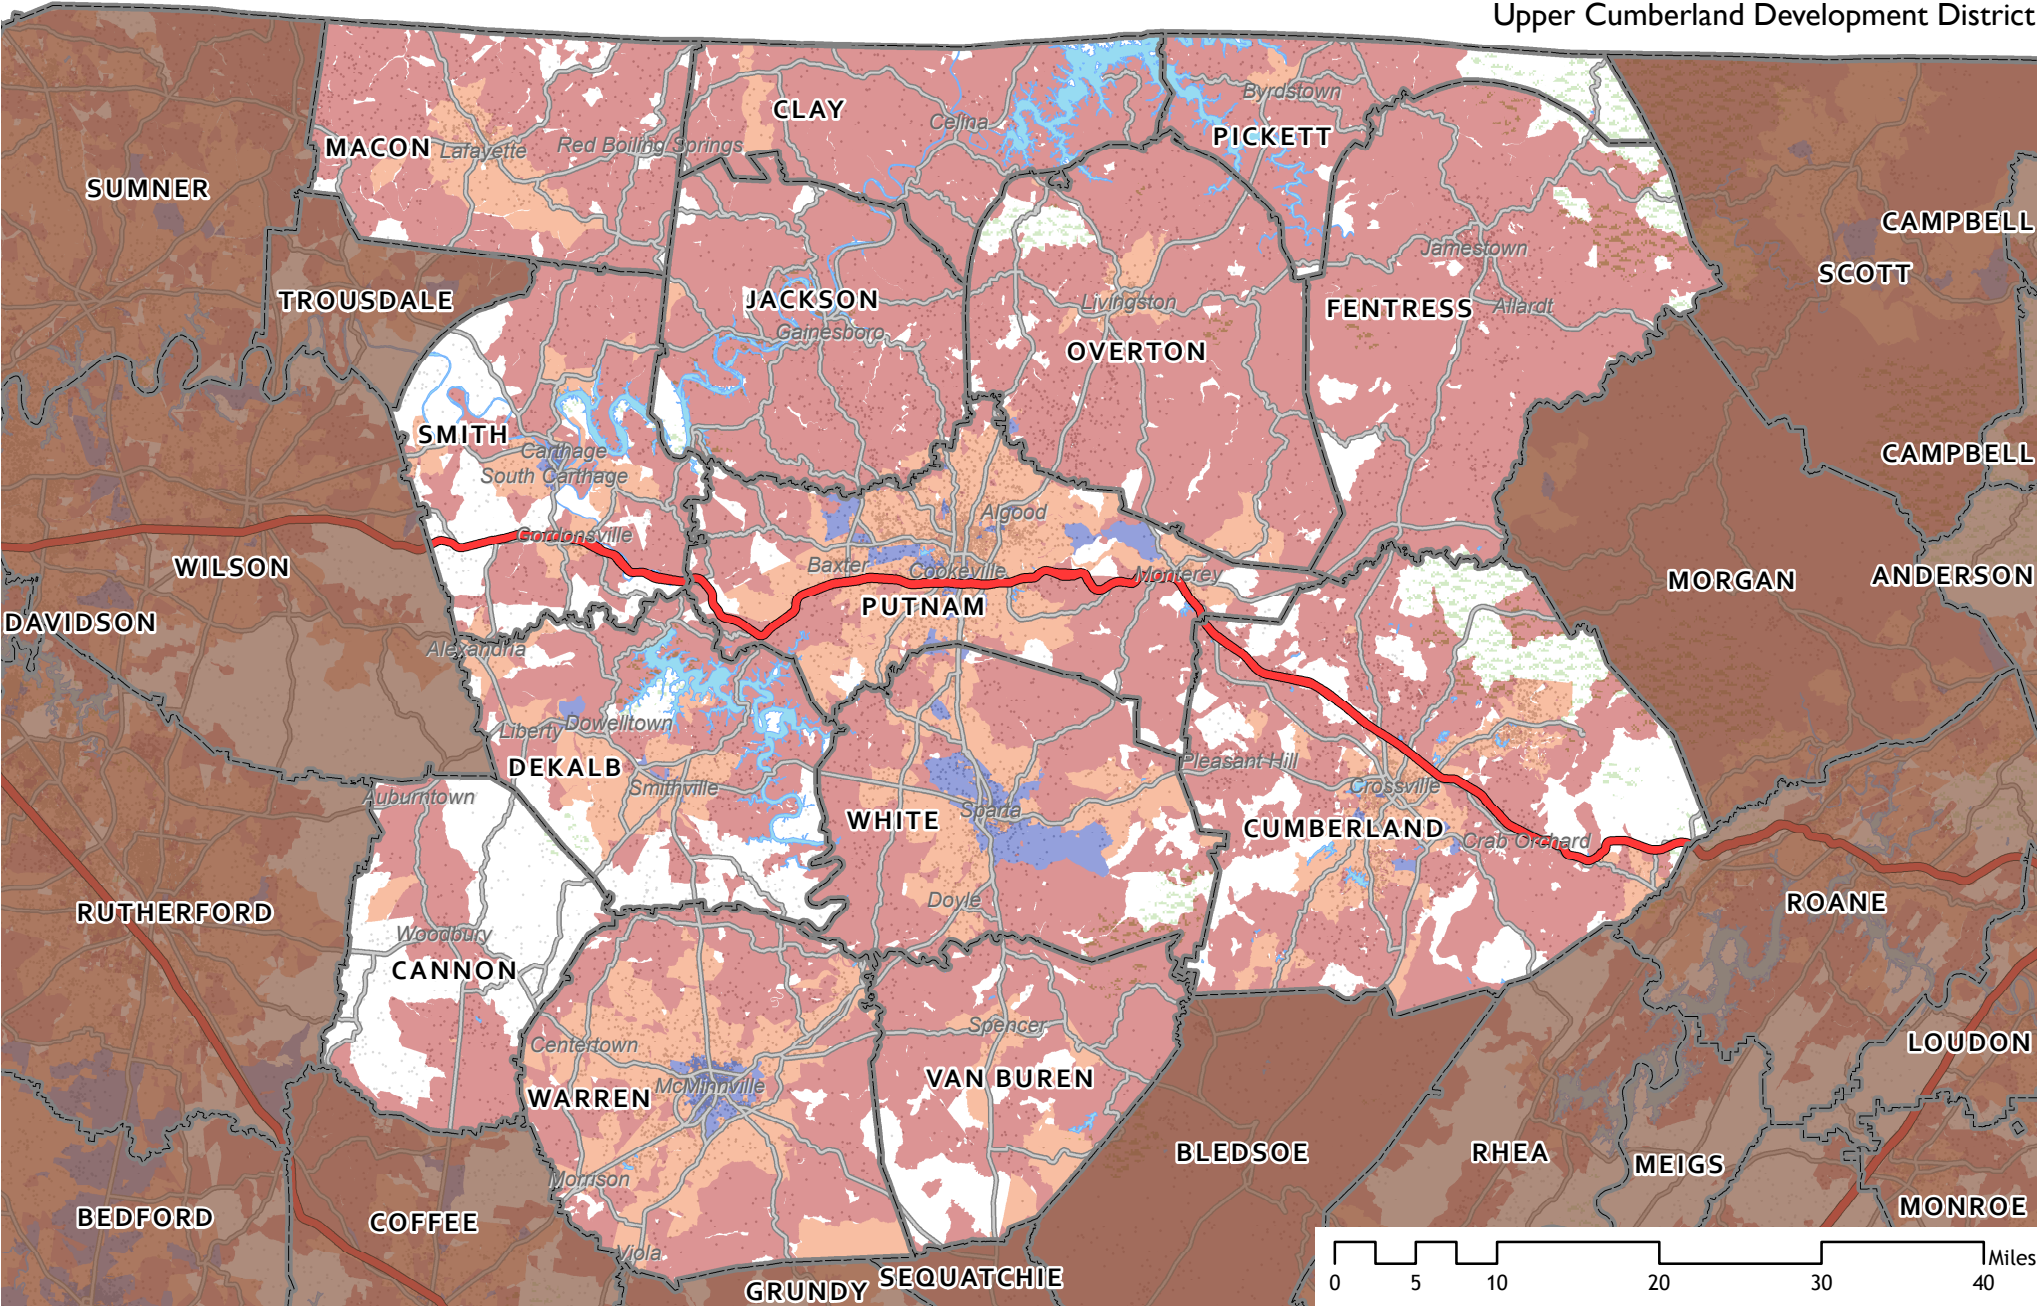 Upper Cumberland Development District
Byrdstown
CLAY
Celina
PICKETT
MACON
Lafayette
Red Boiling Springs
SUMNER
CAMPBELL
Jamestown
SCOTT
TROUSDALE
JACKSON
Livingston
FENTRESS
Allardt
Gainesboro
OVERTON
SMITH
Carthage
CAMPBELL
South Carthage
Algood
Gordonsville
WILSON
Baxter
Cookeville
Monterey
MORGAN
ANDERSON
PUTNAM
DAVIDSON
Alexandria
Liberty
Dowelltown
DEKALB
Pleasant Hill
Smithville
Crossville
Auburntown
Sparta
WHITE
CUMBERLAND
Crab Orchard
Doyle
ROANE
RUTHERFORD
Woodbury
CANNON
Spencer
Centertown
LOUDON
VAN BUREN
McMinnville
WARREN
BLEDSOE
RHEA
MEIGS
Morrison
MONROE
BEDFORD
COFFEE
Viola
SEQUATCHIE
GRUNDY
Miles
0 5 10 20 30 40